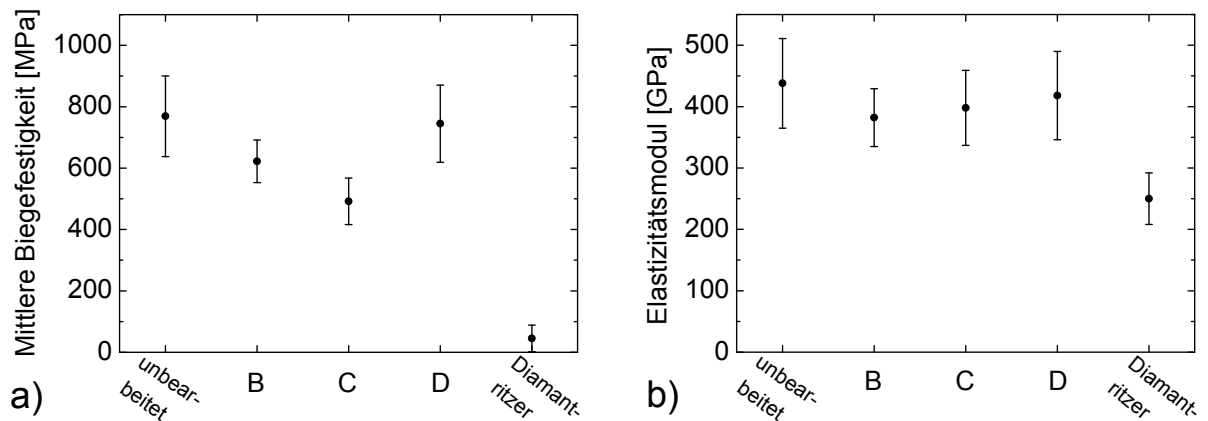 Mittlere Biegefestigkeit [MPa]
1000
800
600
400
200
0
unbear-
beitet
B
C
D
Diamant-
ritzer
a)
Elastizitätsmodul [GPa]
500
400
300
200
100
0
unbear-
beitet
B
C
D
Diamant-
ritzer
b)